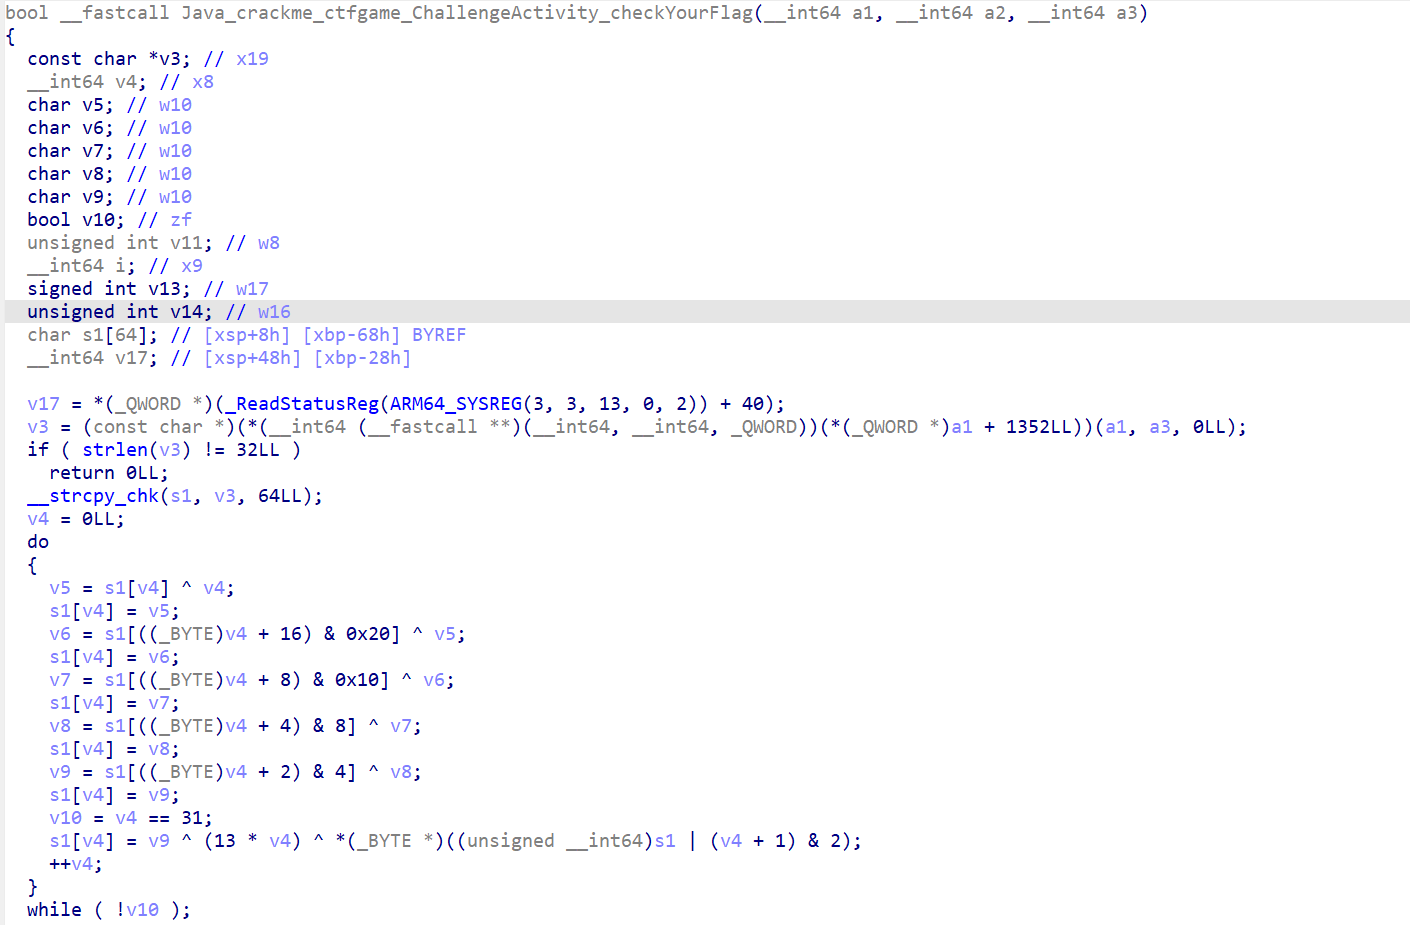 bool __fastcall Java_crackme_ctfgame_ChallengeActivity_checkYourFlag(__int64 a1, __int64 a2, __int64 a3)
{
  const char *v3; // x19
  __int64 v4; // x8
  char v5; // w10
  char v6; // w10
  char v7; // w10
  char v8; // w10
  char v9; // w10
  bool v10; // zf
  unsigned int v11; // w8
  __int64 i; // x9
  signed int v13; // w17
  unsigned int v14; // w16
  char s1[64]; // [xsp+8h] [xbp-68h] BYREF
  __int64 v17; // [xsp+48h] [xbp-28h]

  v17 = *(_QWORD *)(_ReadStatusReg(ARM64_SYSREG(3, 3, 13, 0, 2)) + 40);
  v3 = (const char *)(*(__int64 (__fastcall **)(__int64, __int64, _QWORD))(*(_QWORD *)a1 + 1352LL))(a1, a3, 0LL);
  if ( strlen(v3) != 32LL )
    return 0LL;
  __strcpy_chk(s1, v3, 64LL);
  v4 = 0LL;
  do
  {
    v5 = s1[v4] ^ v4;
    s1[v4] = v5;
    v6 = s1[((_BYTE)v4 + 16) & 0x20] ^ v5;
    s1[v4] = v6;
    v7 = s1[((_BYTE)v4 + 8) & 0x10] ^ v6;
    s1[v4] = v7;
    v8 = s1[((_BYTE)v4 + 4) & 8] ^ v7;
    s1[v4] = v8;
    v9 = s1[((_BYTE)v4 + 2) & 4] ^ v8;
    s1[v4] = v9;
    v10 = v4 == 31;
    s1[v4] = v9 ^ (13 * v4) ^ *(_BYTE *)((unsigned __int64)s1 | (v4 + 1) & 2);
    ++v4;
  }
  while ( !v10 );